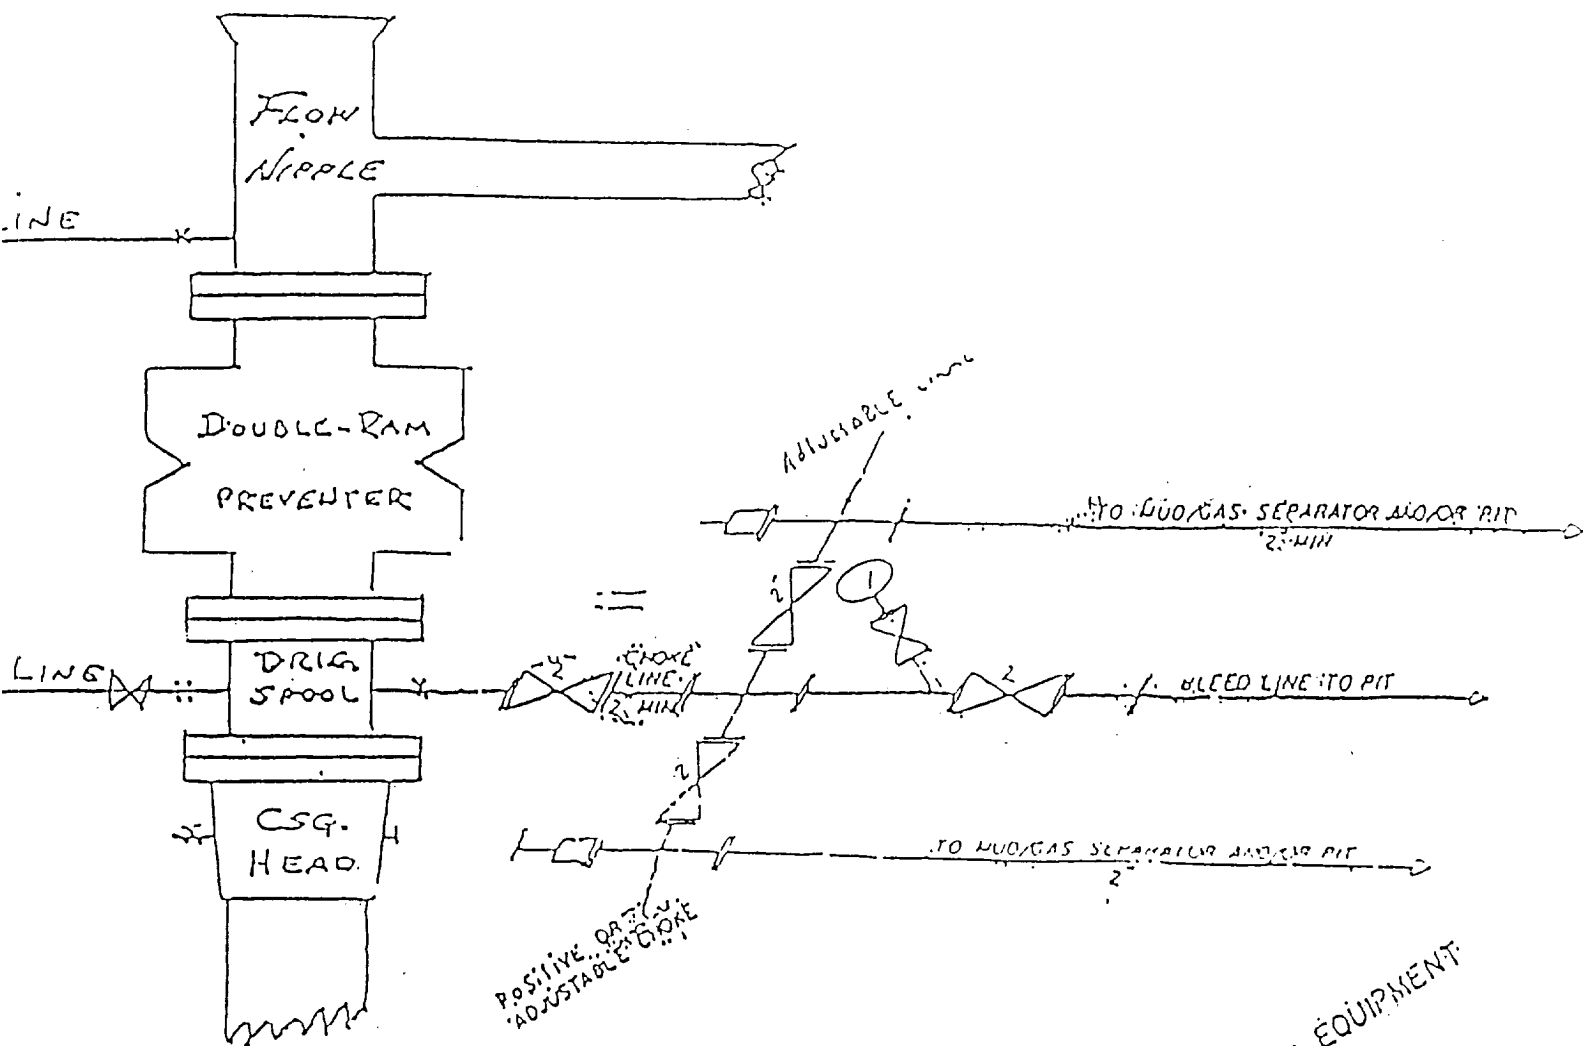 FLOW
NIPPLE
LINE
DOUBLE-RAM
PREVENTER
ADJUSTABLE
TO MUD/GAS SEPARATOR AND/OR PIT
2" MIN
2"
1
LINE
DRLG
SPOOL
CHOKE
LINE
2" MIN
2
BLEED LINE TO PIT
2
CSG.
HEAD
TO MUD/GAS SEPARATOR AND/OR PIT
2"
POSITIVE OR
ADJUSTABLE CHOKE
EQUIPMENT